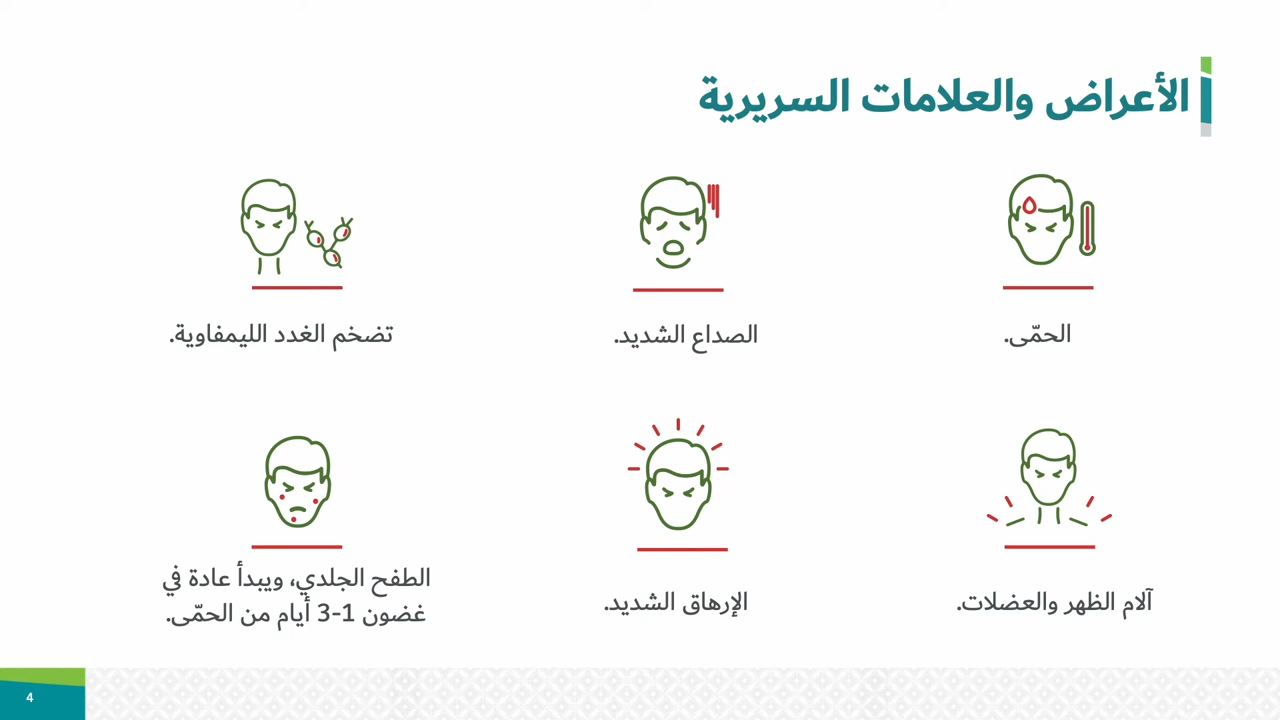 الأعراض والعلامات السريرية
الحمّى.
الصداع الشديد.
تضخم الغدد الليمفاوية.
آلام الظهر والعضلات.
الإرهاق الشديد.
الطفح الجلدي، ويبدأ عادة في
غضون 1-3 أيام من الحمّى.
4